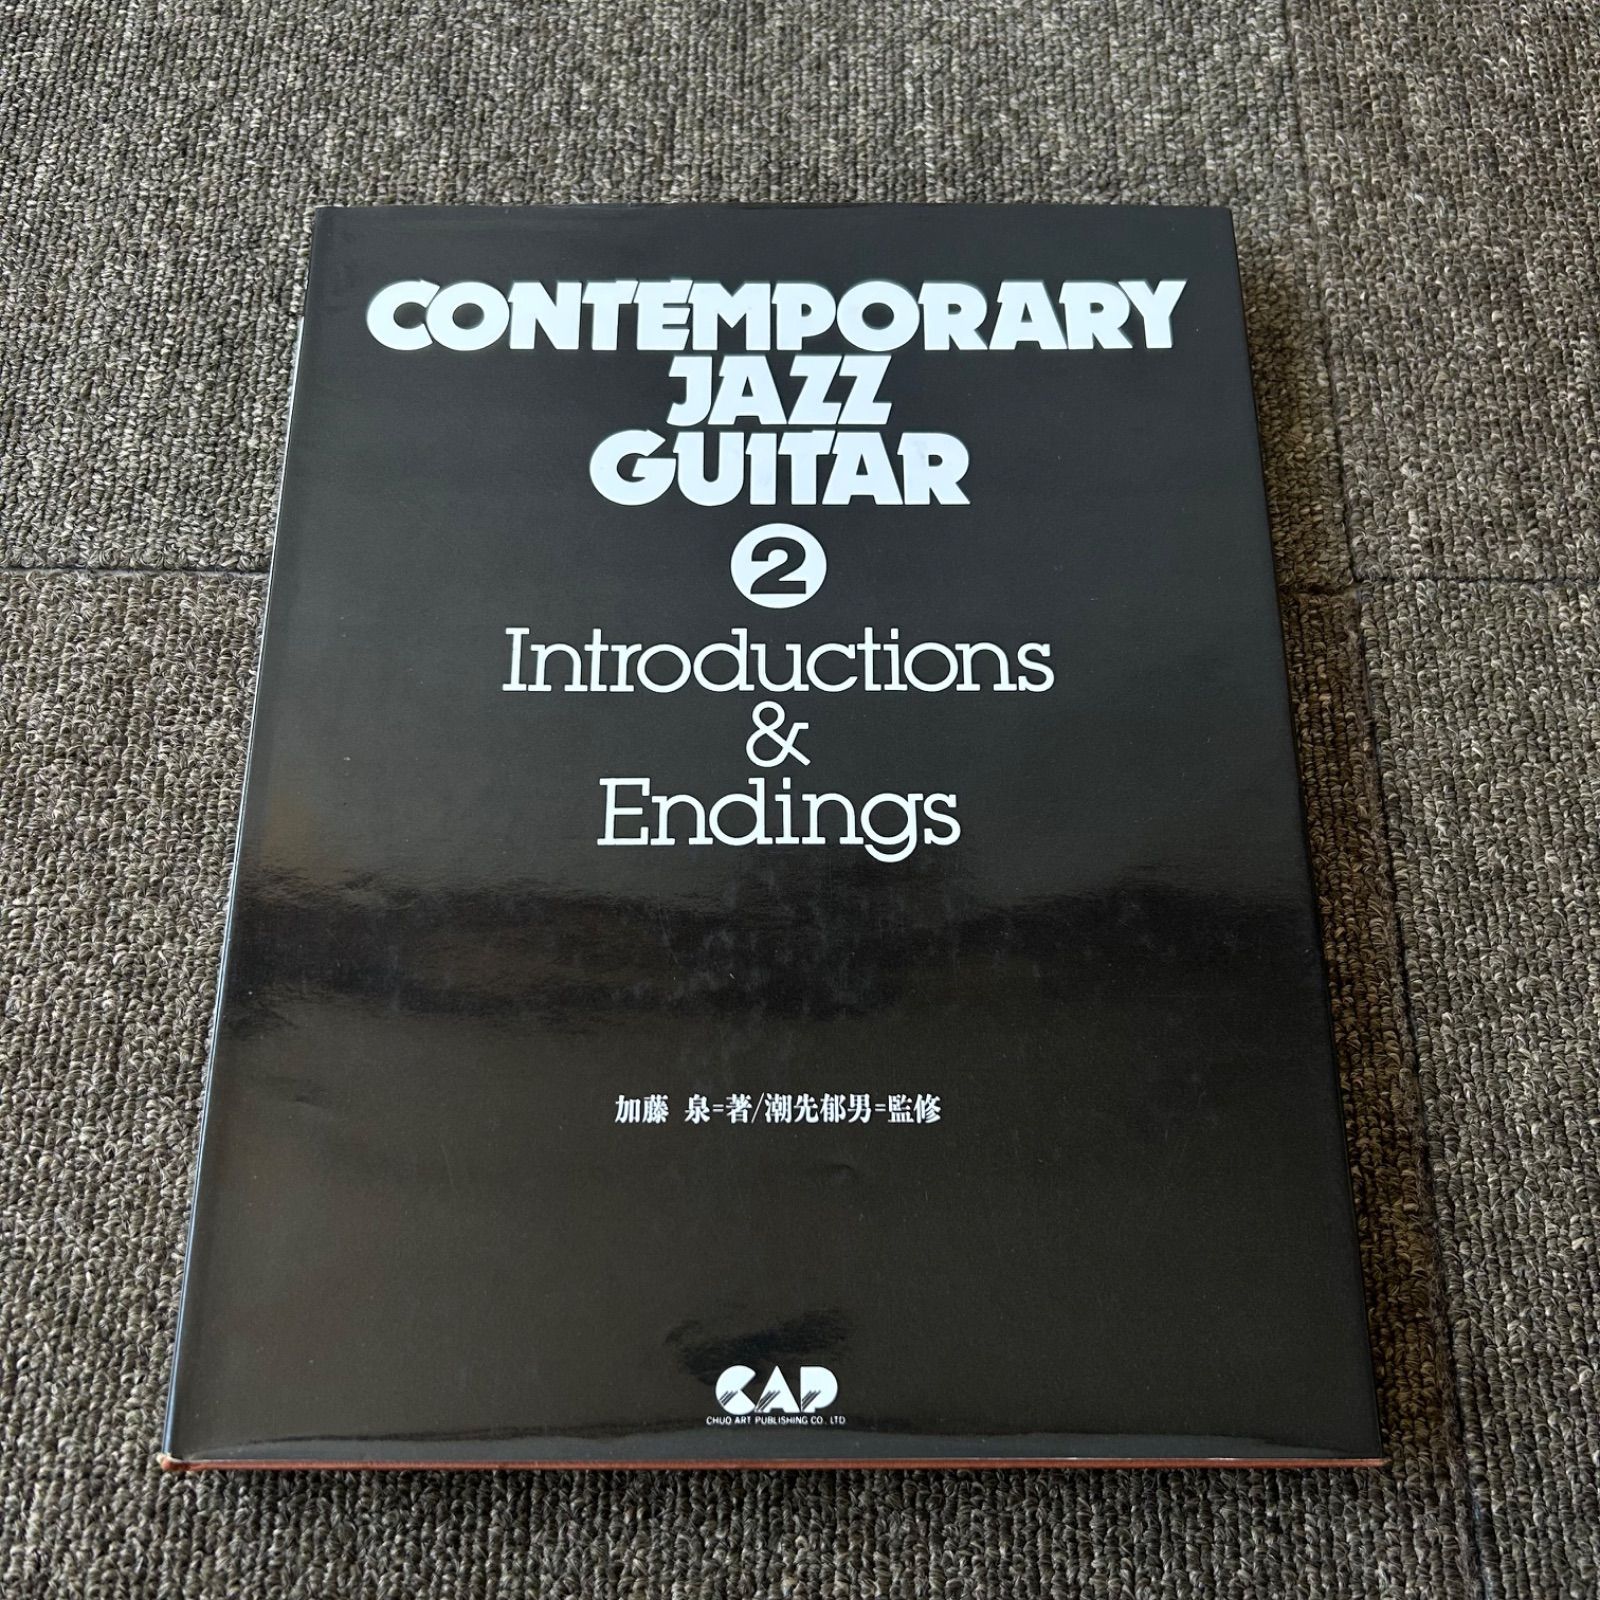 CONTEMPORARY
JAZZ
GUITAR
2
Introductions
&
Endings
加藤 泉=著/潮先郁男=監修
CAP
CHUO ART PUBLISHING CO., LTD